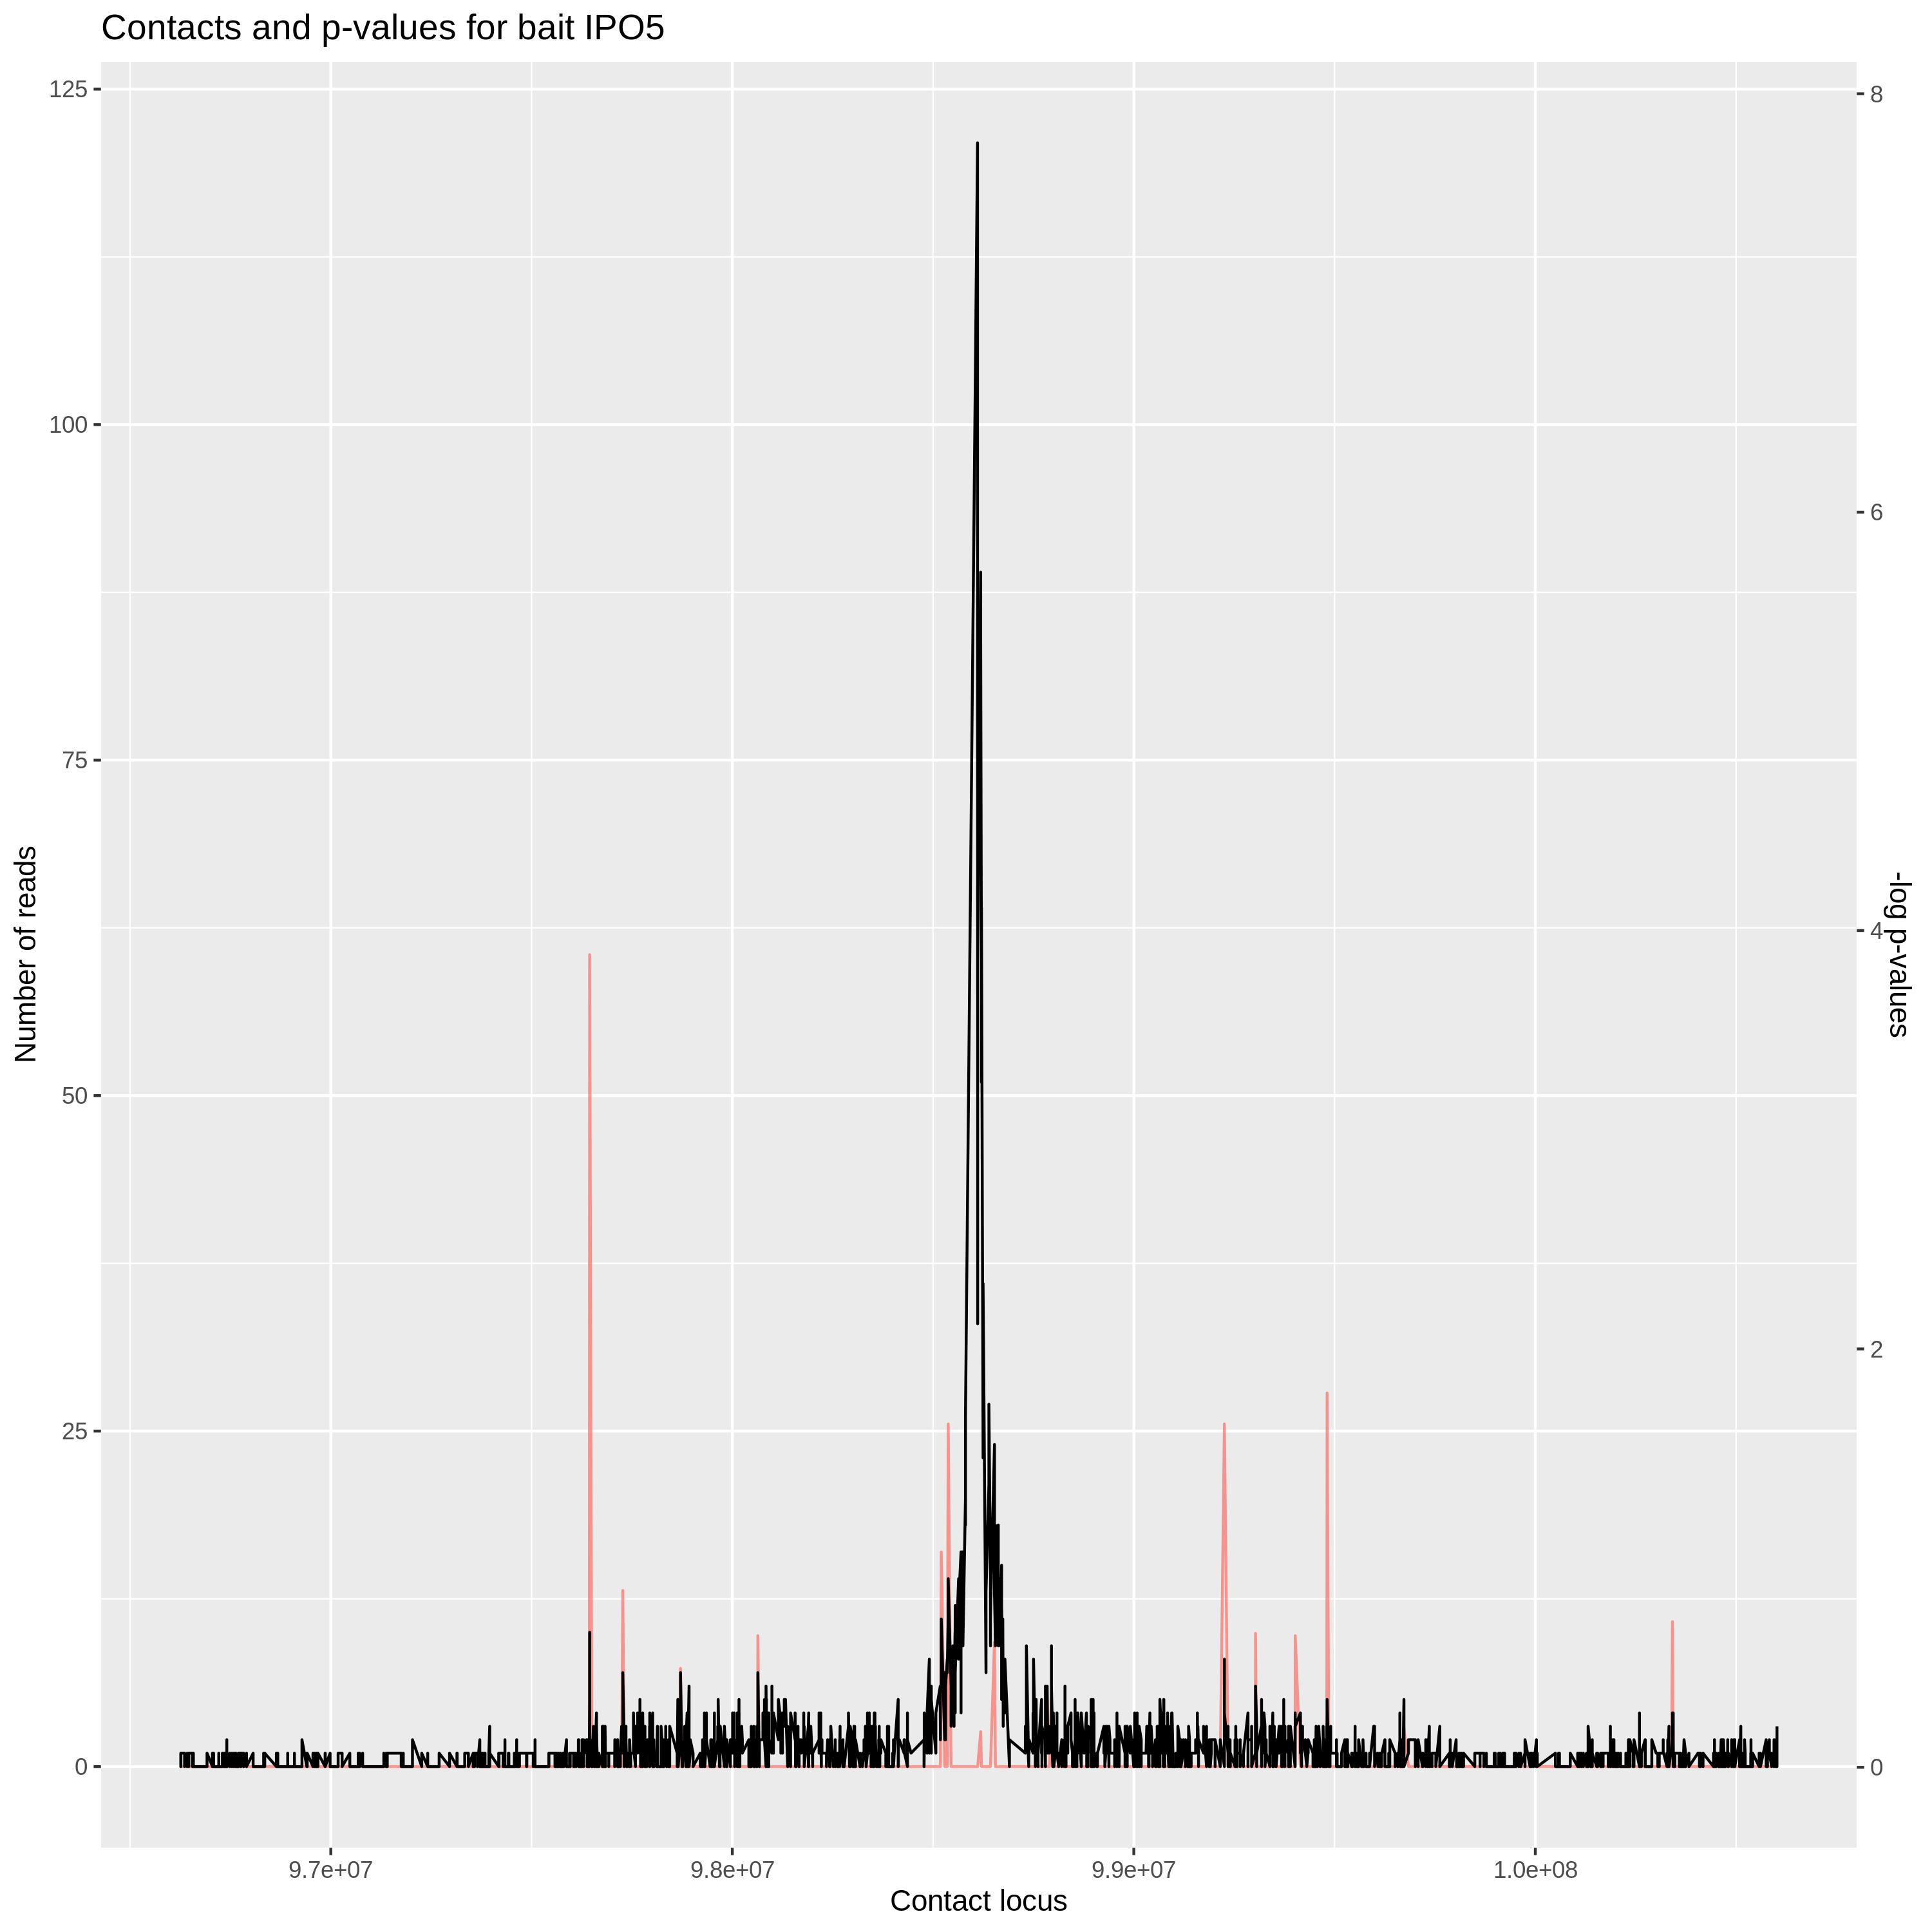 Contacts and p-values for bait IPO5
125
100
75
50
25
0
Number of reads
8
6
4
2
0
-log p-values
9.7e+07
9.8e+07
9.9e+07
1.0e+08
Contact locus